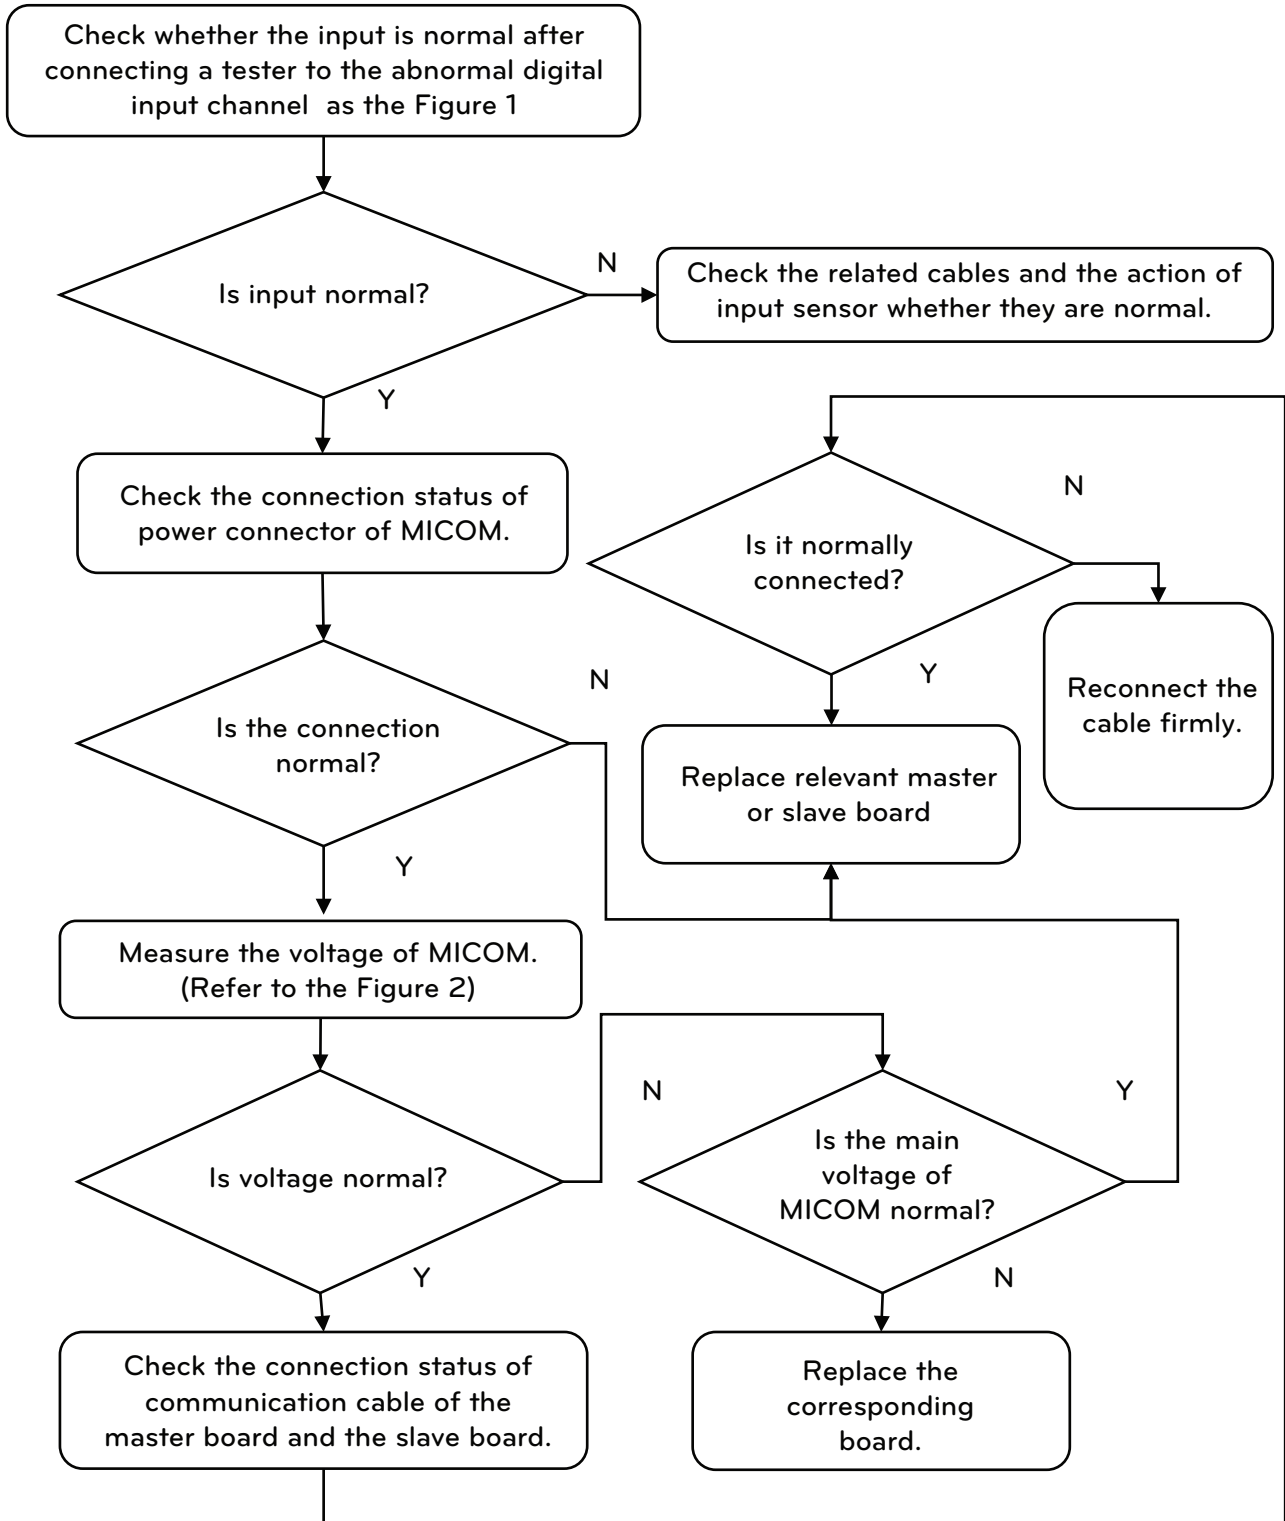 Check whether the input is normal after
connecting a tester to the abnormal digital
input channel as the Figure 1
Is input normal?
N
Check the related cables and the action of
input sensor whether they are normal.
Y
Check the connection status of
power connector of MICOM.
Is the connection
normal?
N
Y
Measure the voltage of MICOM.
(Refer to the Figure 2)
Is voltage normal?
N
Y
Check the connection status of
communication cable of the
master board and the slave board.
Is it normally
connected?
N
Reconnect the
cable firmly.
Y
Replace relevant master
or slave board
Is the main
voltage of
MICOM normal?
Y
N
Replace the
corresponding
board.